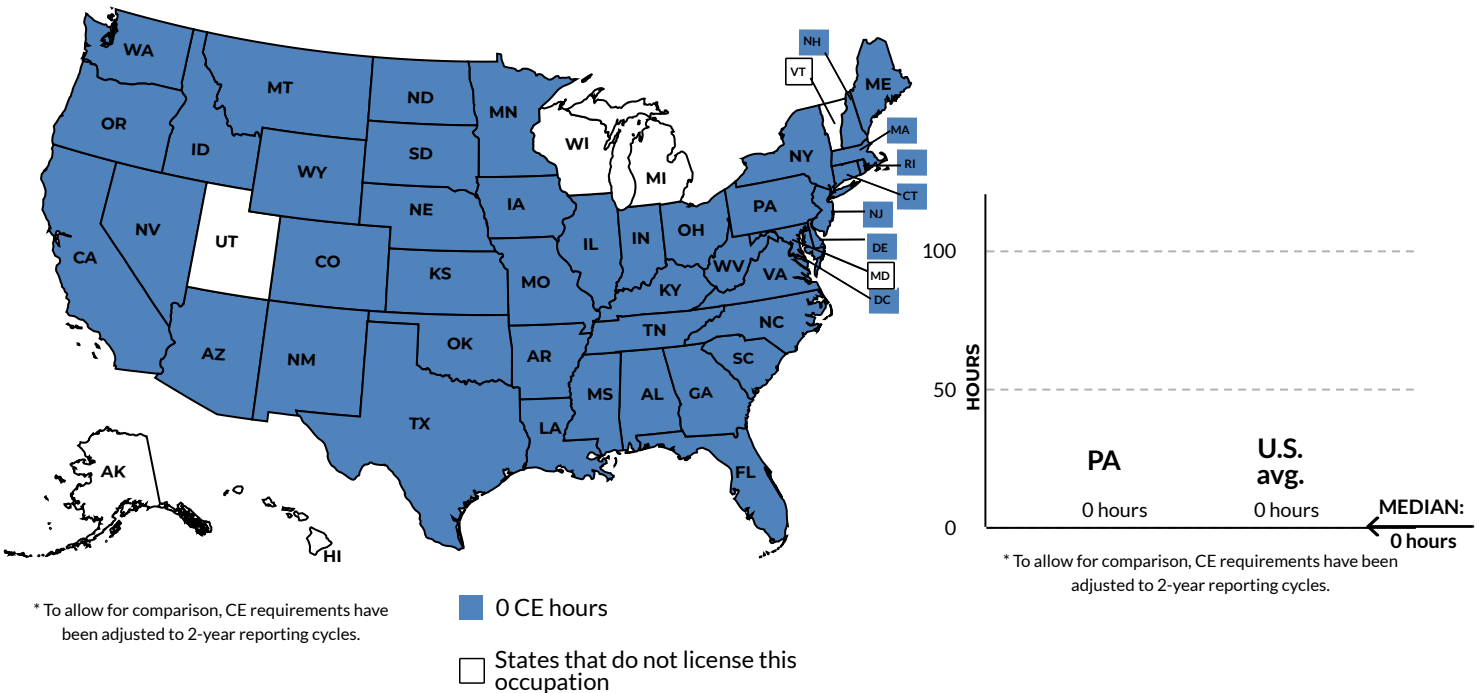 WA
MT
ND
MN
OR
ID
SD
WY
WI
MI
NY
ME
NH
VT
MA
RI
CT
NJ
DE
MD
DC
PA
IA
NE
NV
UT
CA
CO
KS
MO
IL
IN
OH
WV
VA
KY
NC
TN
SC
AZ
NM
OK
AR
MS
AL
GA
TX
LA
FL
AK
HI
* To allow for comparison, CE requirements have
been adjusted to 2-year reporting cycles.
0 CE hours
States that do not license this
occupation
HOURS
100
50
0
PA
0 hours
U.S.
avg.
0 hours
MEDIAN:
0 hours
* To allow for comparison, CE requirements have been
adjusted to 2-year reporting cycles.